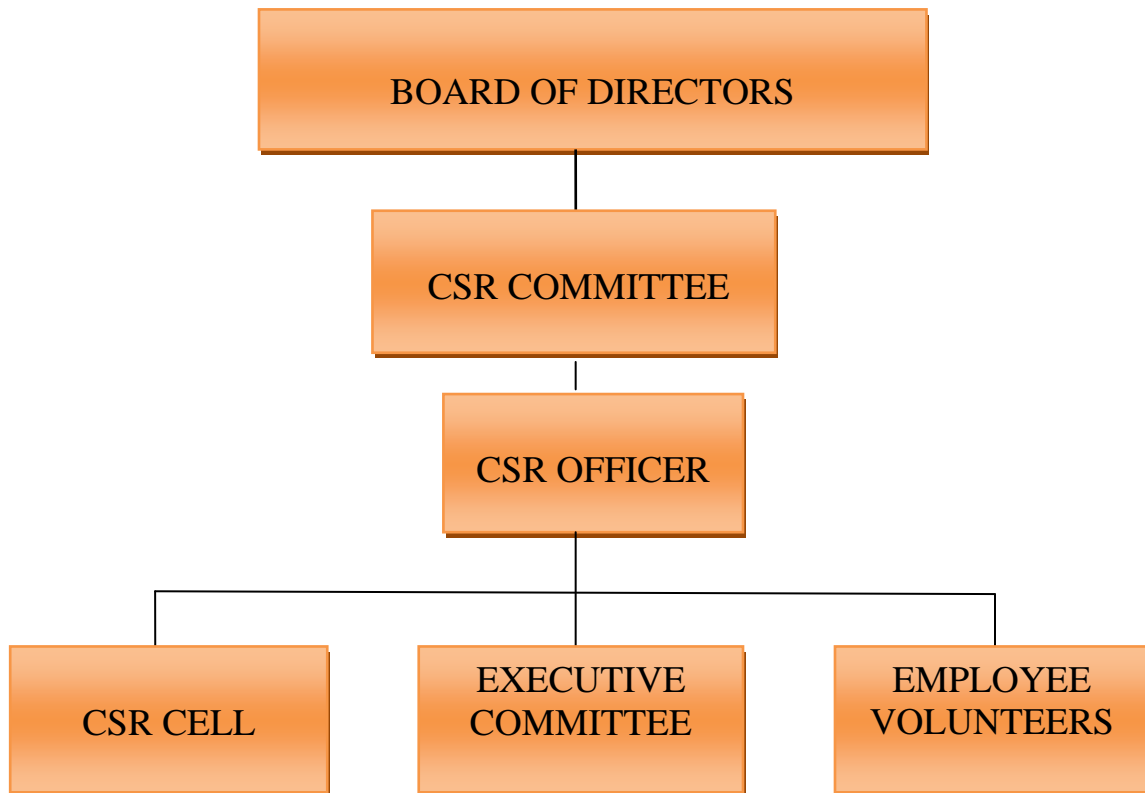 BOARD OF DIRECTORS
CSR COMMITTEE
CSR OFFICER
CSR CELL
EXECUTIVE
COMMITTEE
EMPLOYEE
VOLUNTEERS